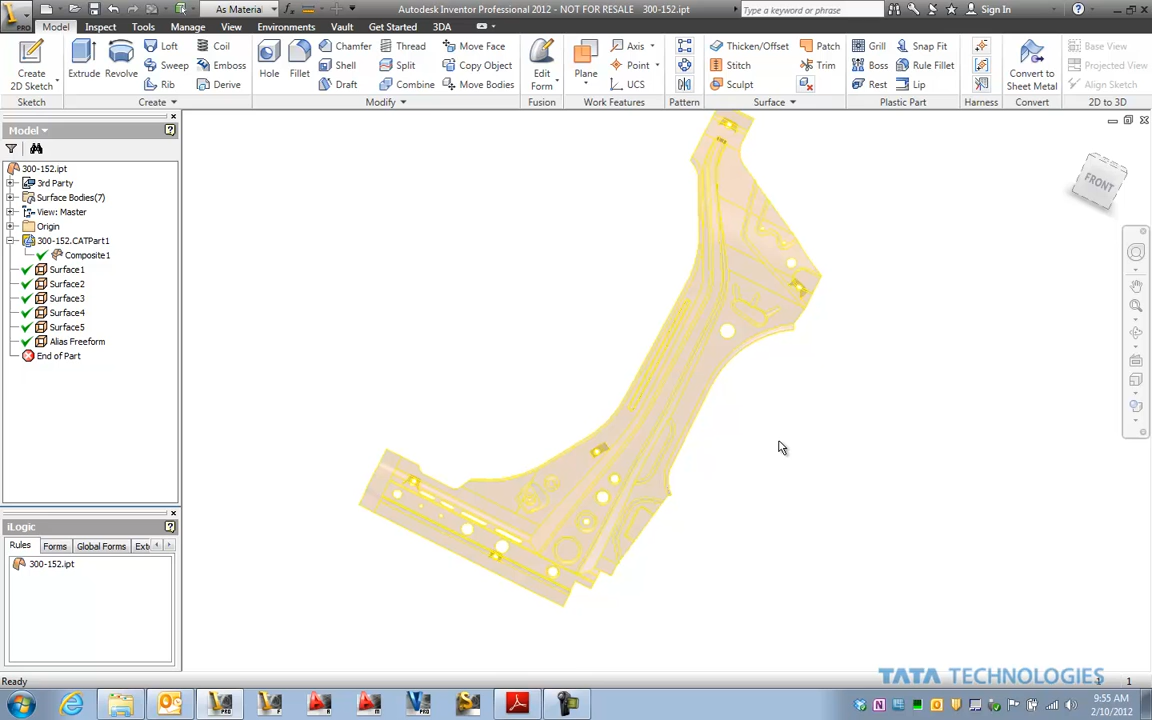 PRO
As Material
Autodesk Inventor Professional 2012 - NOT FOR RESALE 300-152.ipt
Type a keyword or phrase
Sign In
Model Inspect Tools Manage View Environments Vault Get Started 3DA
Create 2D Sketch
Extrude
Revolve
Loft
Sweep
Rib
Coil
Emboss
Derive
Hole
Fillet
Chamfer
Shell
Draft
Thread
Split
Combine
Move Face
Copy Object
Move Bodies
Edit Form
Plane
Axis
Point
UCS
Thicken/Offset
Stitch
Sculpt
Patch
Trim
Grill
Boss
Rest
Snap Fit
Rule Fillet
Lip
Convert to Sheet Metal
Base View
Projected View
Align Sketch
Sketch Create Modify Fusion Work Features Pattern Surface Plastic Part Harness Convert 2D to 3D
Model
300-152.ipt
3rd Party
Surface Bodies(7)
View: Master
Origin
300-152.CATPart1
Composite1
Surface1
Surface2
Surface3
Surface4
Surface5
Alias Freeform
End of Part
FRONT
iLogic
Rules Forms Global Forms Ext
300-152.ipt
Ready
1 1
TATA TECHNOLOGIES
9:55 AM
2/10/2012